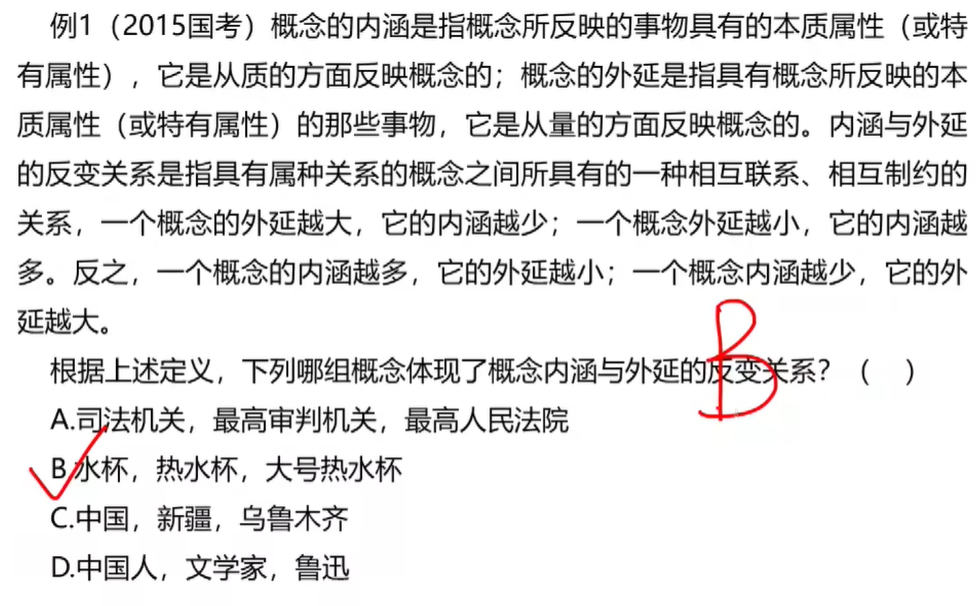 例1（2015国考）概念的内涵是指概念所反映的事物具有的本质属性（或特
有属性），它是从质的方面反映概念的；概念的外延是指具有概念所反映的本
质属性（或特有属性）的那些事物，它是从量的方面反映概念的。内涵与外延
的反变关系是指具有属种关系的概念之间所具有的一种相互联系、相互制约的
关系，一个概念的外延越大，它的内涵越少；一个概念外延越小，它的内涵越
多。反之，一个概念的内涵越多，它的外延越小；一个概念内涵越少，它的外
延越大。
根据上述定义，下列哪组概念体现了概念内涵与外延的反变关系？（ ）
B
A.司法机关，最高审判机关，最高人民法院
B.水杯，热水杯，大号热水杯
C.中国，新疆，乌鲁木齐
D.中国人，文学家，鲁迅